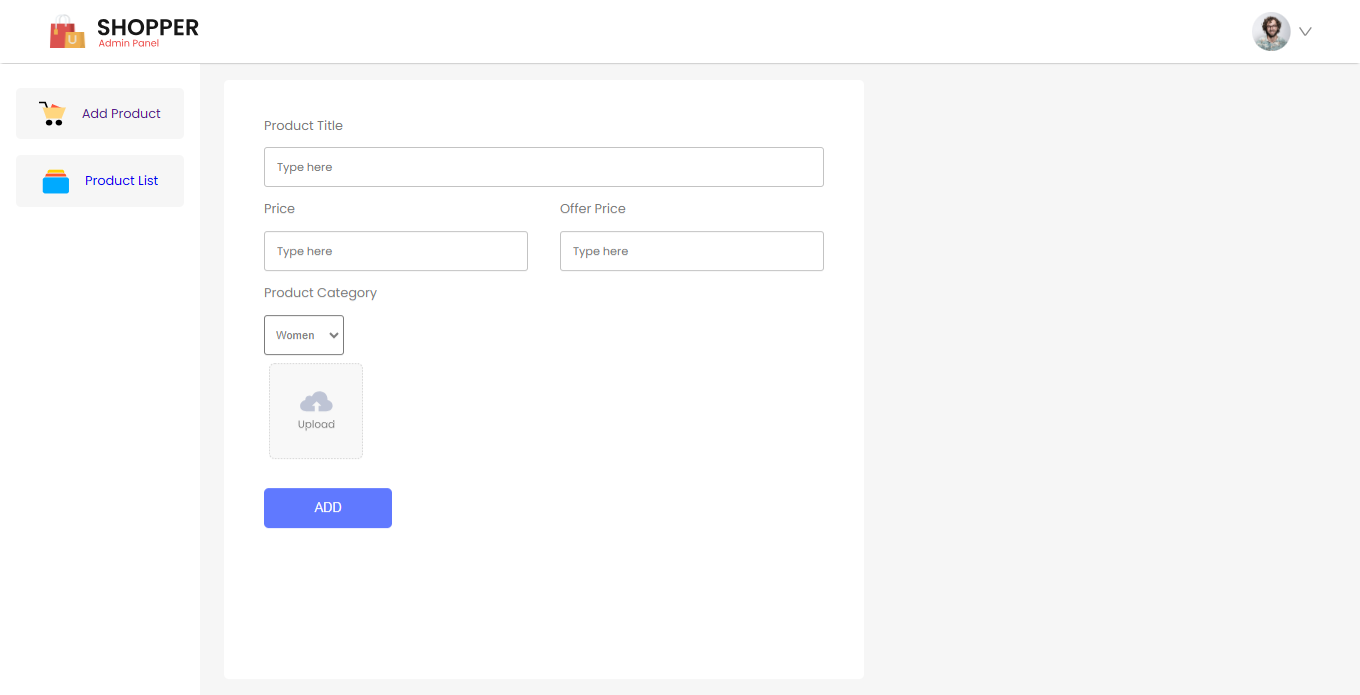 SHOPPER
Admin Panel
Add Product
Product List
Product Title
Type here
Price
Offer Price
Type here
Type here
Product Category
Women
Upload
ADD